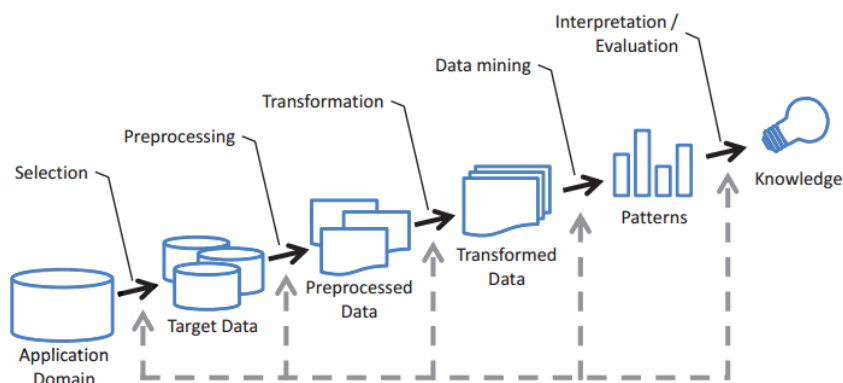 Interpretation /
Evaluation
Data mining
Transformation
Preprocessing
Selection
Knowledge
Patterns
Transformed
Data
Preprocessed
Data
Target Data
Application
Domain